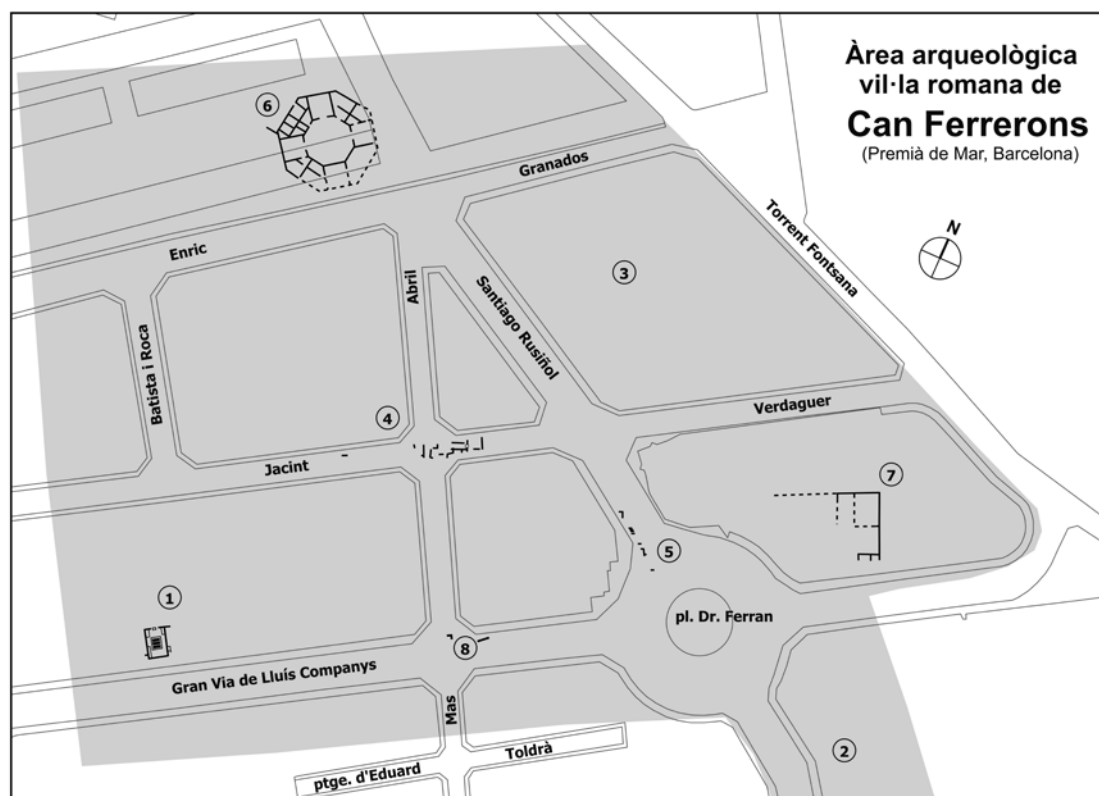 Àrea arqueològica
vil·la romana de
Can Ferrerons
(Premià de Mar, Barcelona)
N
6
Granados
Enric
Torrent Fontsana
3
Abril
Santiago Rusiñol
Batista i Roca
4
Verdaguer
Jacint
7
5
1
pl. Dr. Ferran
8
Gran Via de Lluís Companys
Mas
2
Toldrà
ptge. d'Eduard